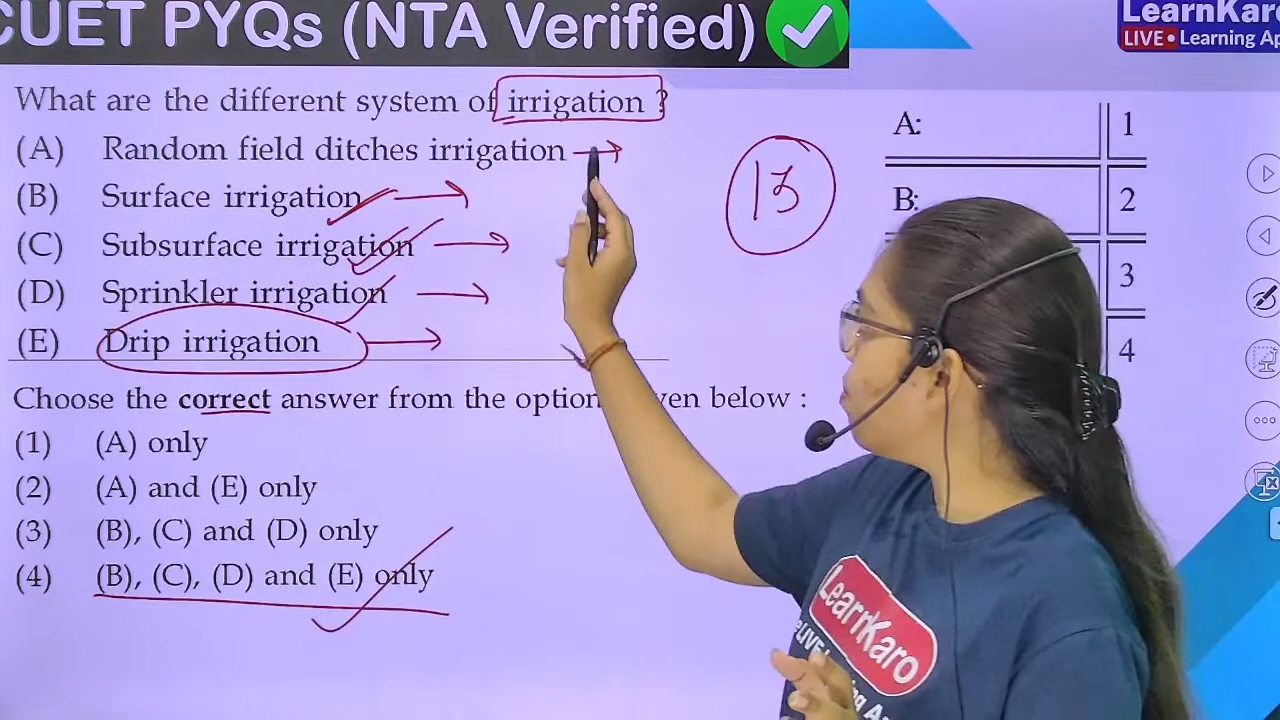 CUET PYQs (NTA Verified)
LearnKaro
LIVE • Learning Ap
What are the different system of irrigation ?
(A) Random field ditches irrigation
(B) Surface irrigation
(C) Subsurface irrigation
(D) Sprinkler irrigation
(E) Drip irrigation
Choose the correct answer from the option ven below :
(1) (A) only
(2) (A) and (E) only
(3) (B), (C) and (D) only
(4) (B), (C), (D) and (E) only
13
A: 1
B: 2
3
4
LearnKaro